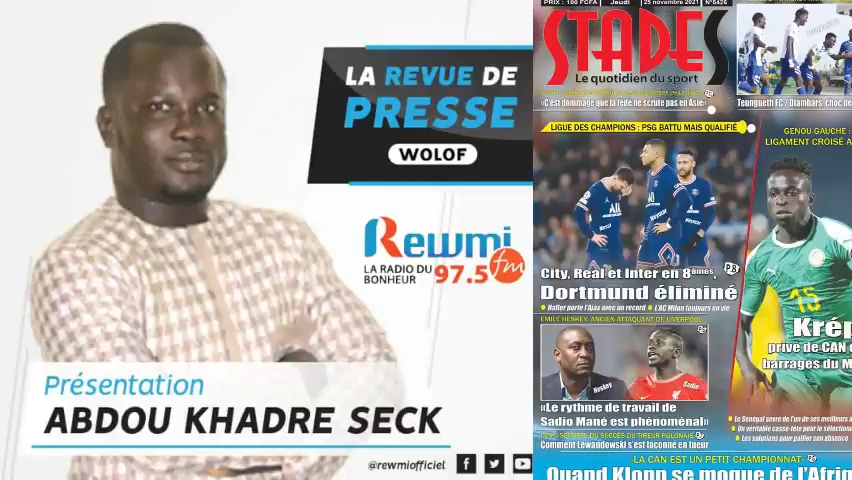 LA REVUE DE
PRESSE
WOLOF
Rewmi fm
LA RADIO DU
BONHEUR
97.5
Présentation
ABDOU KHADRE SECK
@rewmiofficiel
PRIX : 100 FCFA
Jeudi
25 novembre 2021
N°5426
STADES
Le quotidien du sport
«C'est dommage que la fédé ne scrute pas en Asie»
Teungueth FC / Diambars, choc de
LIGUE DES CHAMPIONS : PSG BATTU MAIS QUALIFIÉ
GENOU GAUCHE :
LIGAMENT CROISÉ A
City, Real et Inter en 8èmes,
Dortmund éliminé
Haller porte l'Ajax avec un record
L'AC Milan toujours en vie
Krép
privé de CAN e
barrages du M
EMILE HESKEY, ANCIEN ATTAQUANT DE LIVERPOOL
Heskey
Sadio
«Le rythme de travail de
Sadio Mané est phénoménal»
Le Sénégal sevré de l'un de ses meilleurs
Un véritable casse-tête pour le sélectionn
Les solutions pour pallier son absence
LES SECRETS DU SUCCÈS DU TIREUR POLONAIS
Comment Lewandowski s'est façonné en tueur
«LA CAN EST UN PETIT CHAMPIONNAT»
Quand Klopp se moque de l'Afriq